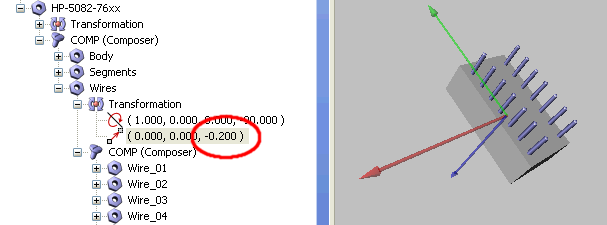 HP-5082-76xx
Transformation
COMP (Composer)
Body
Segments
Wires
Transformation
( 1.000, 0.000, 0.000, -90.000 )
( 0.000, 0.000, -0.200 )
COMP (Composer)
Wire_01
Wire_02
Wire_03
Wire_04